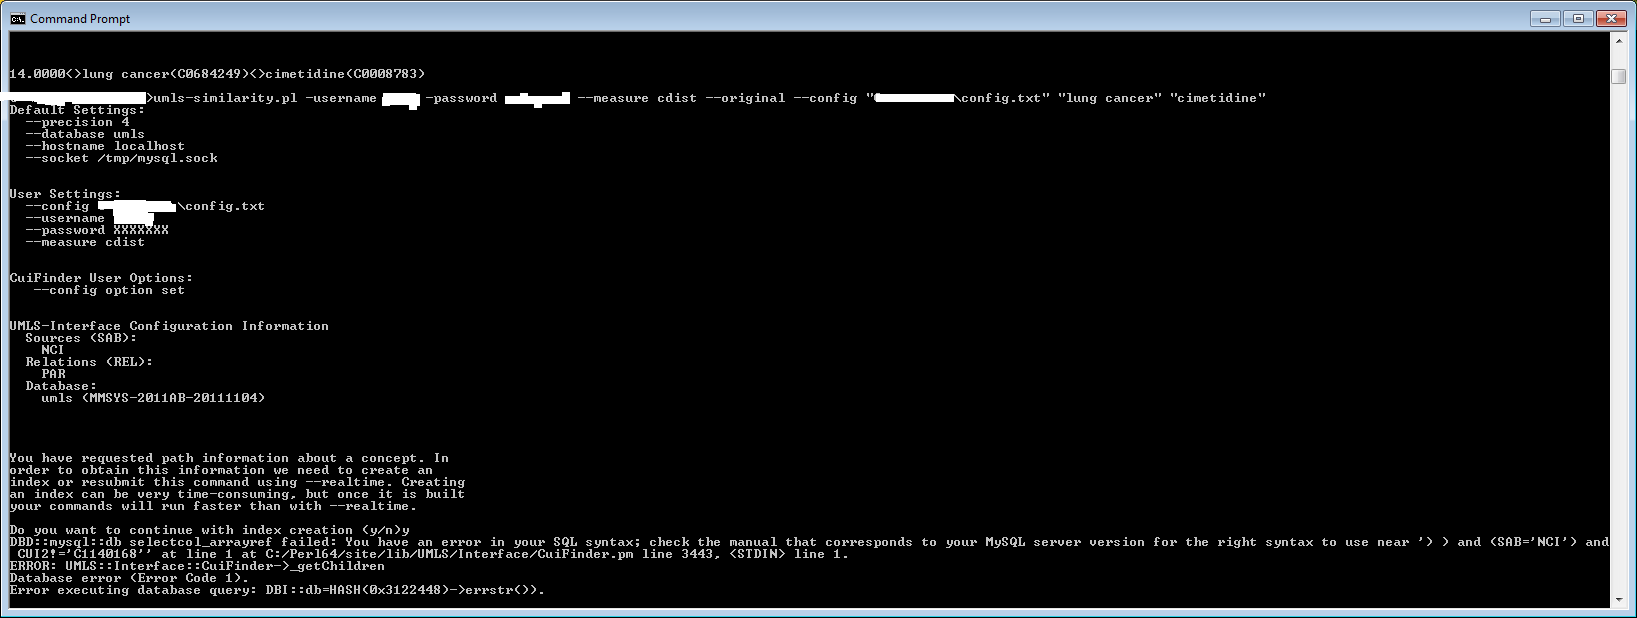 Command Prompt
14.0000<>lung cancer(C0684249)<>cimetidine(C0008783)
>umls-similarity.pl -username -password --measure cdist --original --config "\config.txt" "lung cancer" "cimetidine"
Default Settings:
--precision 4
--database umls
--hostname localhost
--socket /tmp/mysql.sock
User Settings:
--config \config.txt
--username
--password XXXXXXX
--measure cdist
CuiFinder User Options:
--config option set
UMLS-Interface Configuration Information
Sources (SAB):
NCI
Relations (REL):
PAR
Database:
umls (MMSYS-2011AB-20111104)
You have requested path information about a concept. In
order to obtain this information we need to create an
index or resubmit this command using --realtime. Creating
an index can be very time-consuming, but once it is built
your commands will run faster than with --realtime.
Do you want to continue with index creation (y/n)y
DBD::mysql::db selectcol_arrayref failed: You have an error in your SQL syntax; check the manual that corresponds to your MySQL server version for the right syntax to use near ') ) and (SAB='NCI') and
CUI2!='C1140168'' at line 1 at C:/Perl64/site/lib/UMLS/Interface/CuiFinder.pm line 3443, <STDIN> line 1.
ERROR: UMLS::Interface::CuiFinder->_getChildren
Database error (Error Code 1).
Error executing database query: DBI::db=HASH(0x3122448)->errstr()).